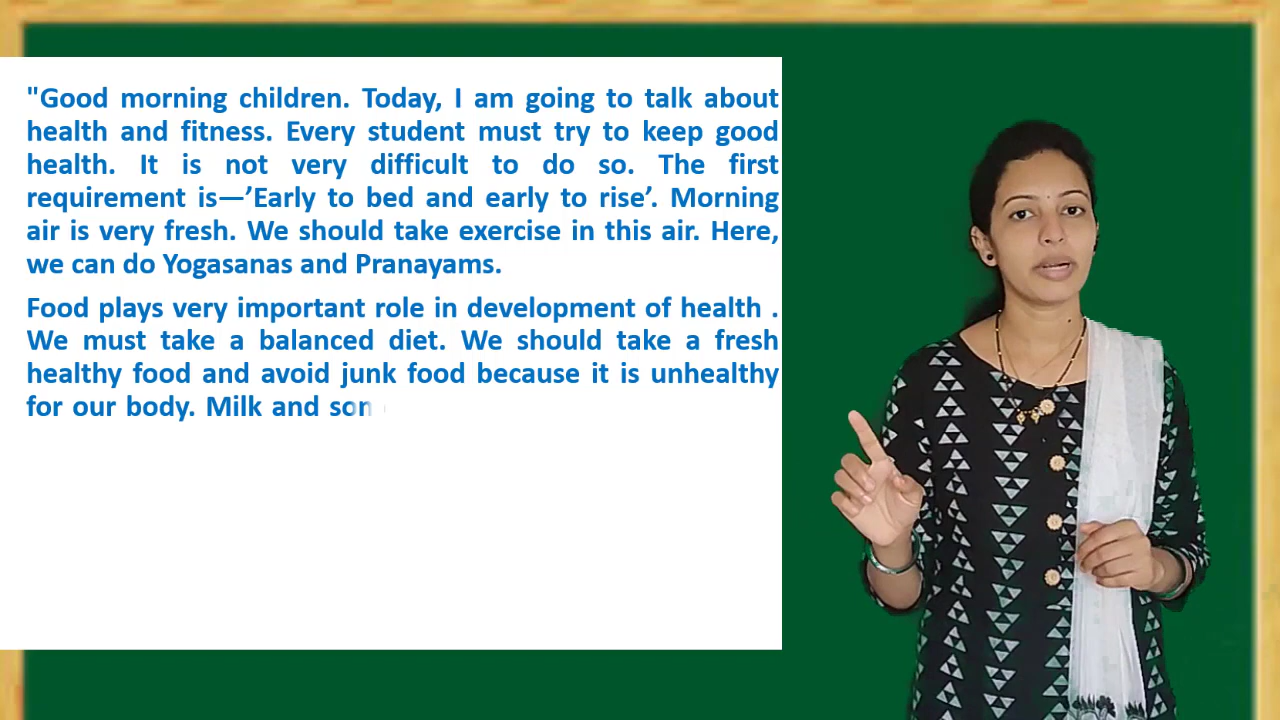 "Good morning children. Today, I am going to talk about
health and fitness. Every student must try to keep good
health. It is not very difficult to do so. The first
requirement is—’Early to bed and early to rise’. Morning
air is very fresh. We should take exercise in this air. Here,
we can do Yogasanas and Pranayams.
Food plays very important role in development of health .
We must take a balanced diet. We should take a fresh
healthy food and avoid junk food because it is unhealthy
for our body. Milk and